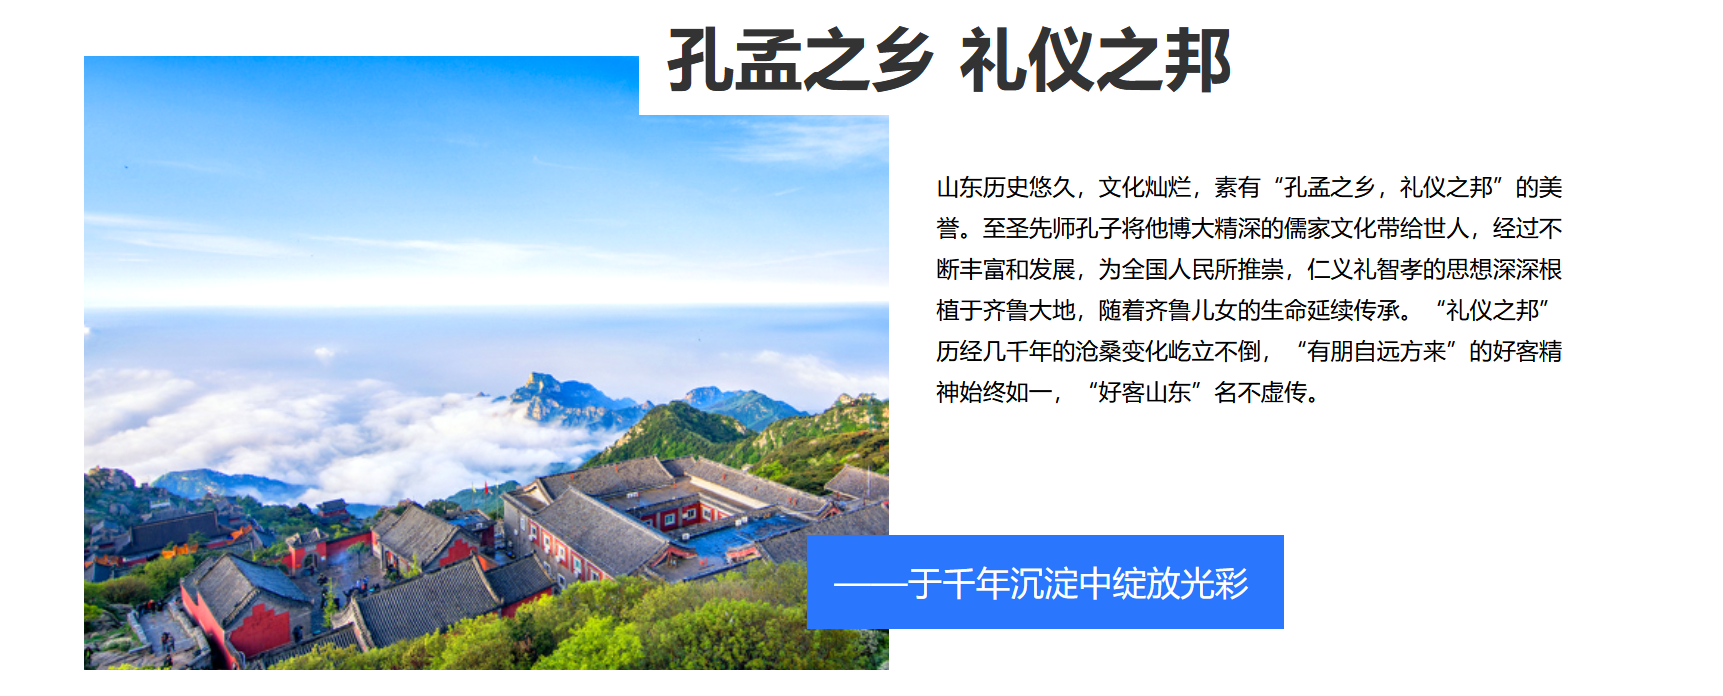 孔孟之乡 礼仪之邦
山东历史悠久，文化灿烂，素有“孔孟之乡，礼仪之邦”的美
誉。至圣先师孔子将他博大精深的儒家文化带给世人，经过不
断丰富和发展，为全国人民所推崇，仁义礼智孝的思想深深根
植于齐鲁大地，随着齐鲁儿女的生命延续传承。“礼仪之邦”
历经几千年的沧桑变化屹立不倒，“有朋自远方来”的好客精
神始终如一，“好客山东”名不虚传。
——于千年沉淀中绽放光彩